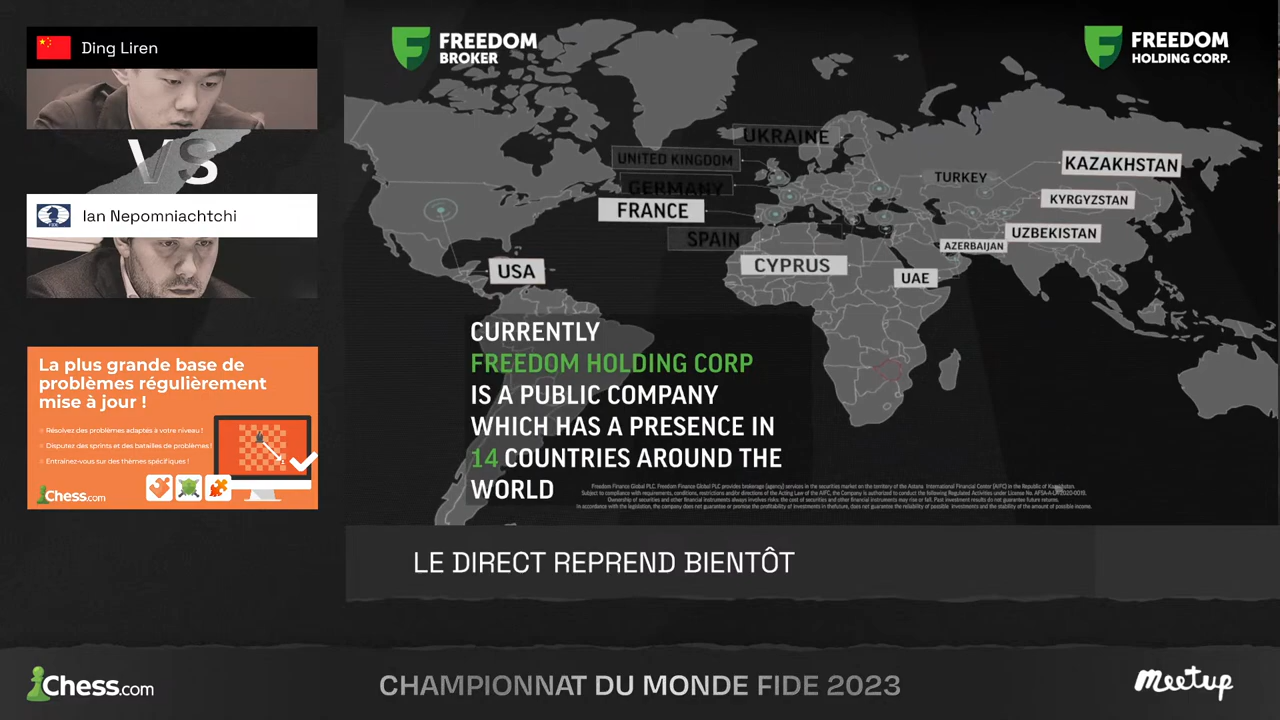 Ding Liren
VS
Ian Nepomniachtchi
La plus grande base de
problèmes régulièrement
mise à jour !
Résolvez des problèmes adaptés à votre niveau !
Disputez des sprints et des batailles de problèmes !
Entraînez-vous sur des thèmes spécifiques !
Chess.com
FREEDOM
BROKER
FREEDOM
HOLDING CORP.
UKRAINE
UNITED KINGDOM
GERMANY
FRANCE
SPAIN
USA
CYPRUS
TURKEY
KAZAKHSTAN
KYRGYZSTAN
UZBEKISTAN
AZERBAIJAN
UAE
CURRENTLY
FREEDOM HOLDING CORP
IS A PUBLIC COMPANY
WHICH HAS A PRESENCE IN
14 COUNTRIES AROUND THE
WORLD
LE DIRECT REPREND BIENTÔT
Chess.com
CHAMPIONNAT DU MONDE FIDE 2023
meetup